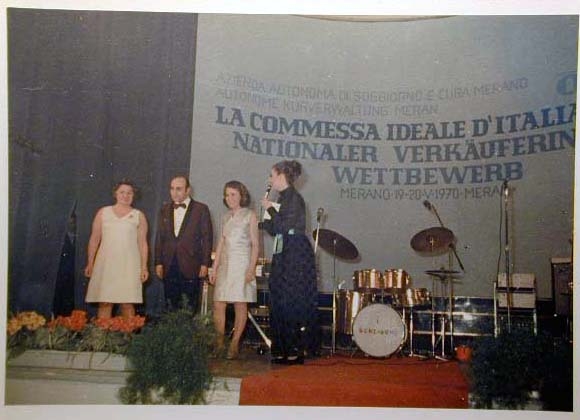 AZIENDA AUTONOMA DI SOGGIORNO E CURA MERANO
AUTONOME KURVERWALTUNG MERAN
LA COMMESSA IDEALE D'ITALIA
NATIONALER VERKÄUFERIN
WETTBEWERB
MERANO·19-20·V·1970·MERAN